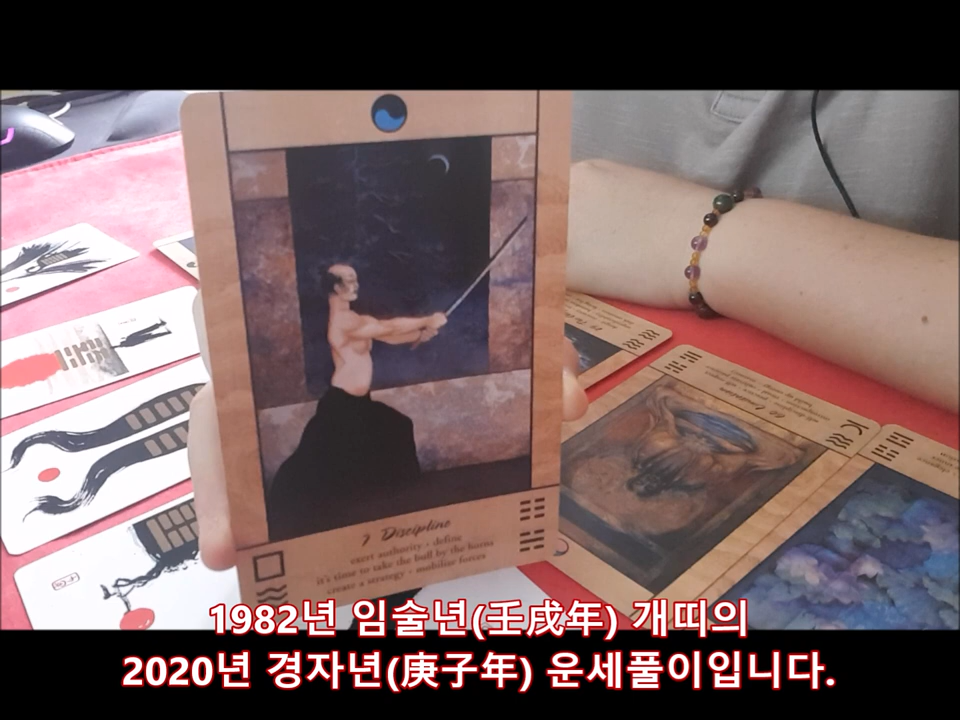 7 Discipline
exert authority - define
it's time to take the bull by the horns
create a strategy - mobilize forces
1982년 임술년(壬戌年) 개띠의
2020년 경자년(庚子年) 운세풀이입니다.